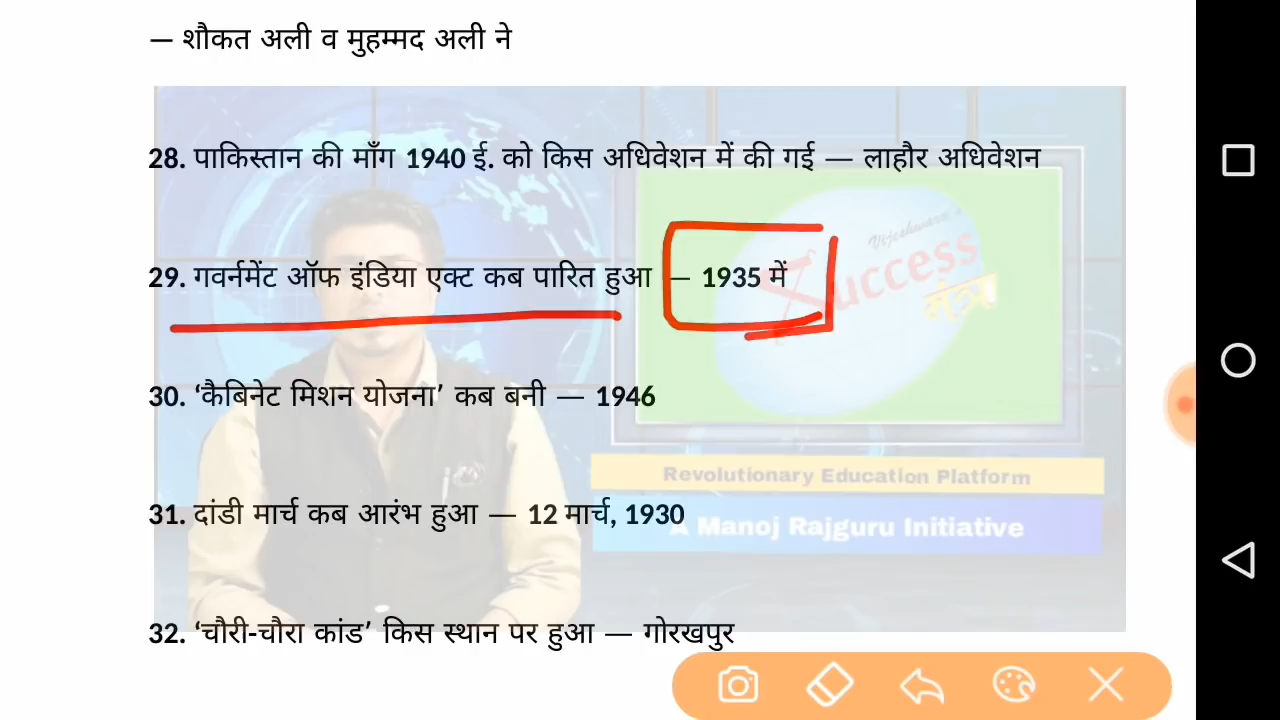 — शौकत अली व मुहम्मद अली ने
28. पाकिस्तान की माँग 1940 ई. को किस अधिवेशन में की गई — लाहौर अधिवेशन
Vijeshwar's
Success
मंत्रा
29. गवर्नमेंट ऑफ इंडिया एक्ट कब पारित हुआ — 1935 में
30. ‘कैबिनेट मिशन योजना’ कब बनी — 1946
Revolutionary Education Platform
31. दांडी मार्च कब आरंभ हुआ — 12 मार्च, 1930
A Manoj Rajguru Initiative
32. ‘चौरी-चौरा कांड’ किस स्थान पर हुआ — गोरखपुर